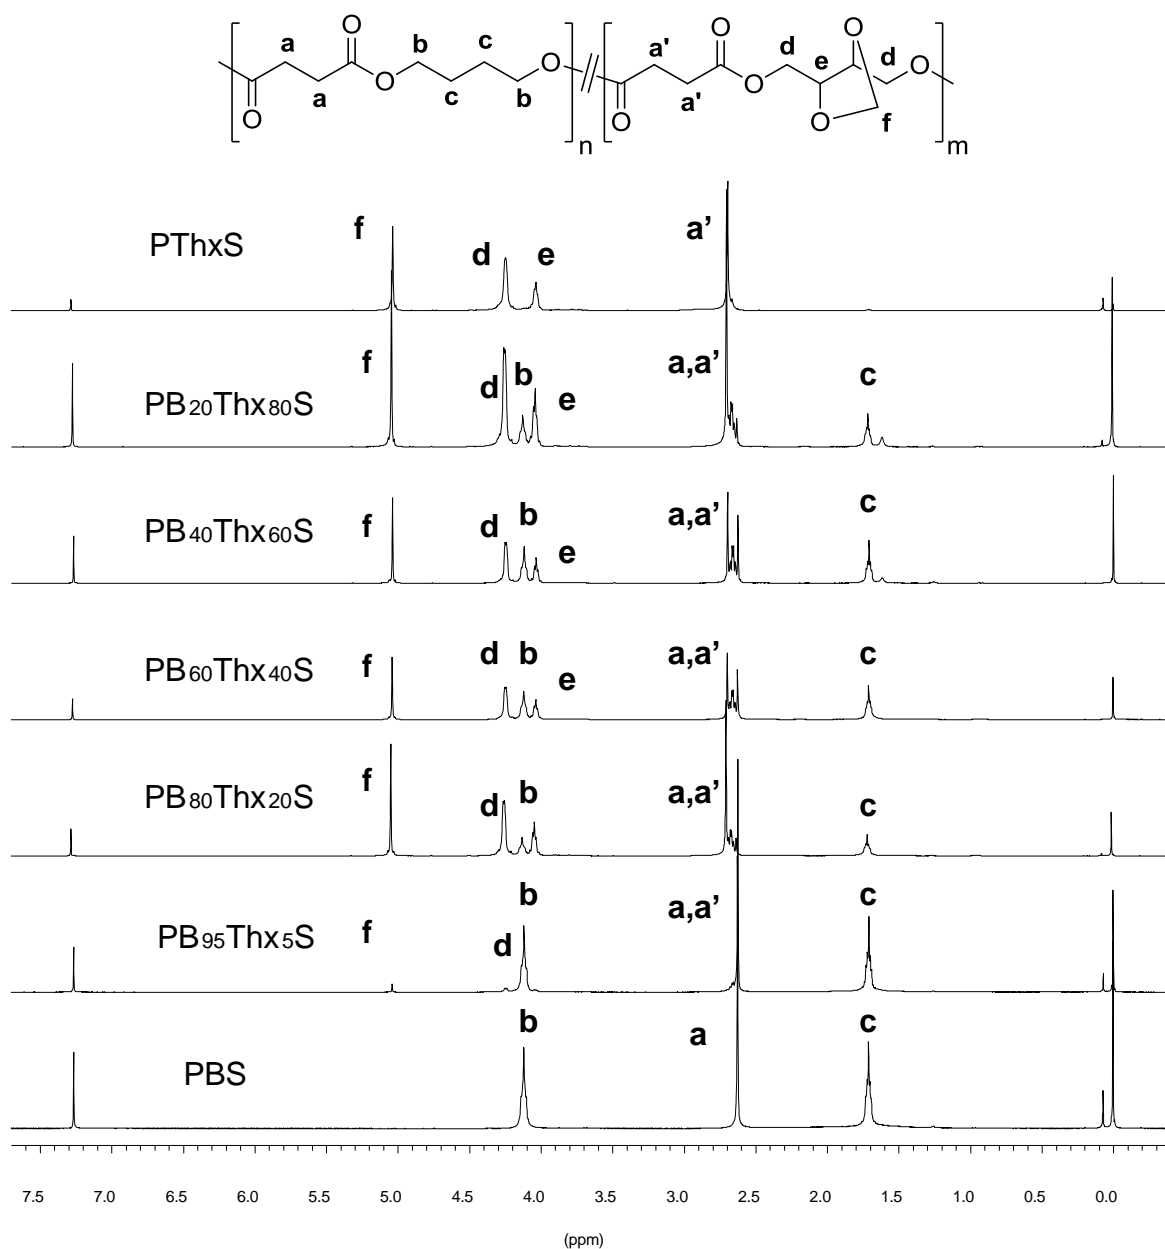 O O O
a c a' d d
b e
O O
O O O
a c b a' O f
O O
n m
PThxS f d e a’
PB20Thx80S f d b e a,a’ c
PB40Thx60S f d b e a,a’ c
PB60Thx40S f d b e a,a’ c
PB80Thx20S f d b a,a’ c
PB95Thx5S f d b a,a’ c
PBS b a c
7.5 7.0 6.5 6.0 5.5 5.0 4.5 4.0 3.5 3.0 2.5 2.0 1.5 1.0 0.5 0.0
(ppm)